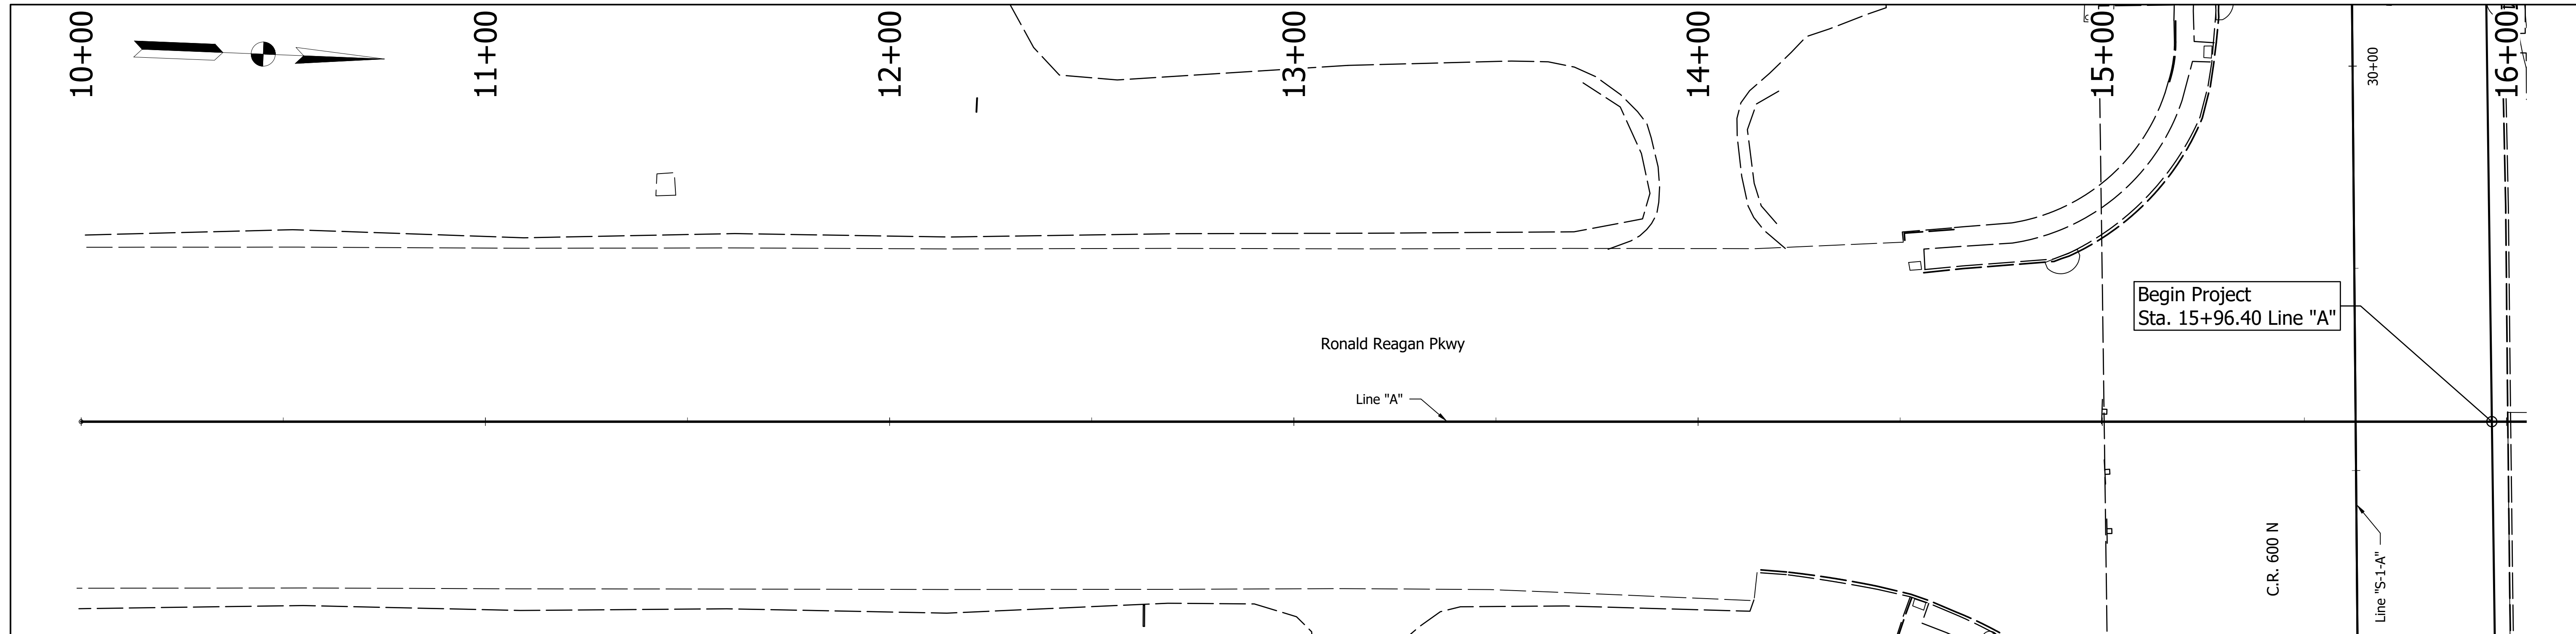 10+00
11+00
12+00
13+00
14+00
15+00
16+00
30+00
Begin Project
Sta. 15+96.40 Line "A"
Ronald Reagan Pkwy
Line "A"
C.R. 600 N
Line "S-1-A"